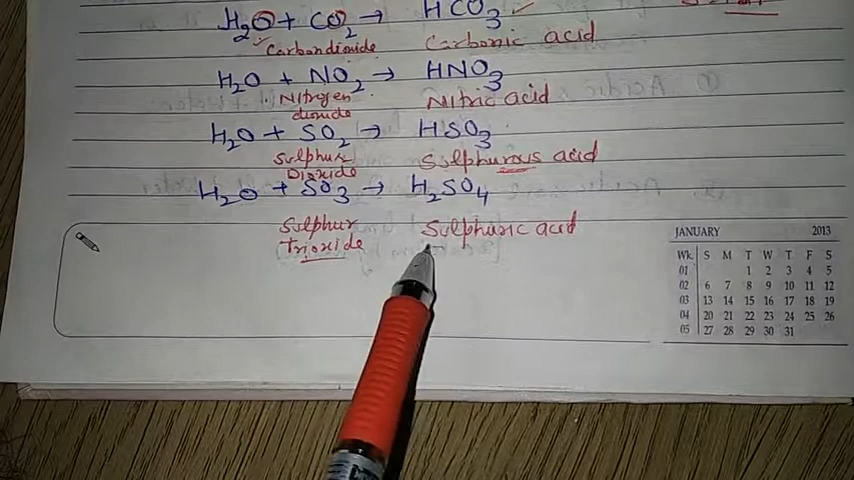 H2O + CO2 → HCO3 ✓
Carbondioxide Carbonic acid
H2O + NO2 → HNO3
Nitrogen dioxide Nitric acid
H2O + SO2 → HSO3
Sulphur Dioxide Sulphurous acid
H2O + SO3 → H2SO4
Sulphur trioxide Sulphuric acid
JANUARY 2013
Wk S M T W T F S
01 1 2 3 4 5
02 6 7 8 9 10 11 12
03 13 14 15 16 17 18 19
04 20 21 22 23 24 25 26
05 27 28 29 30 31